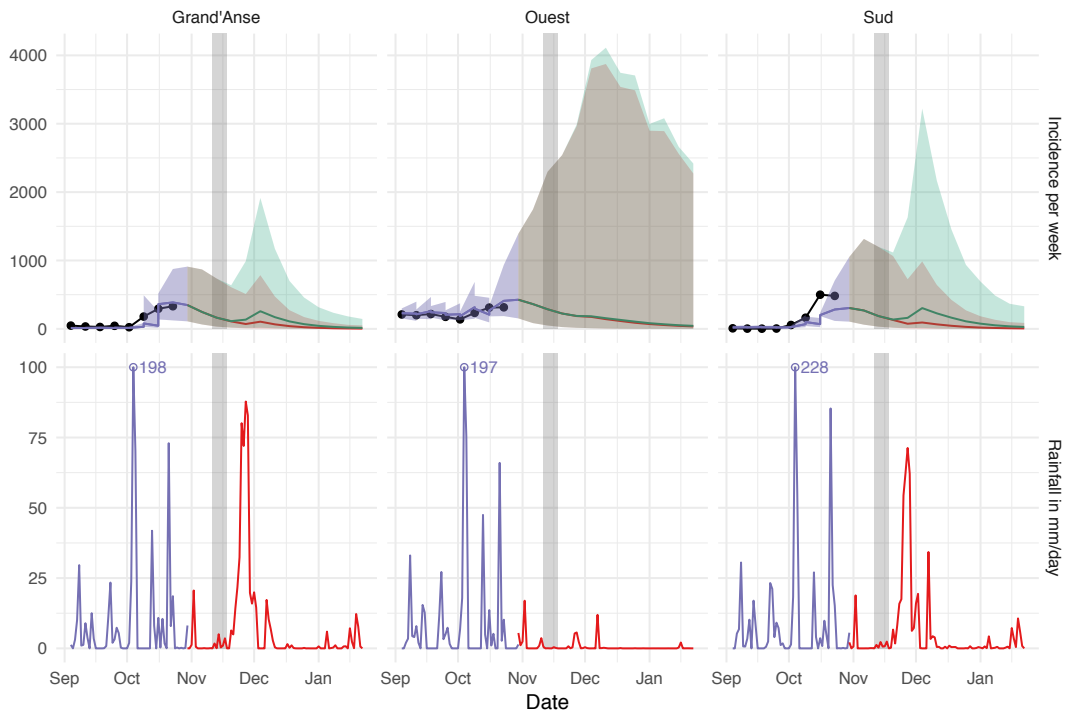 Grand'Anse Ouest Sud
4000
3000
2000
1000
0
Incidence per week
100
75
50
25
0
198 197 228
Rainfall in mm/day
Sep Oct Nov Dec Jan Sep Oct Nov Dec Jan Sep Oct Nov Dec Jan
Date